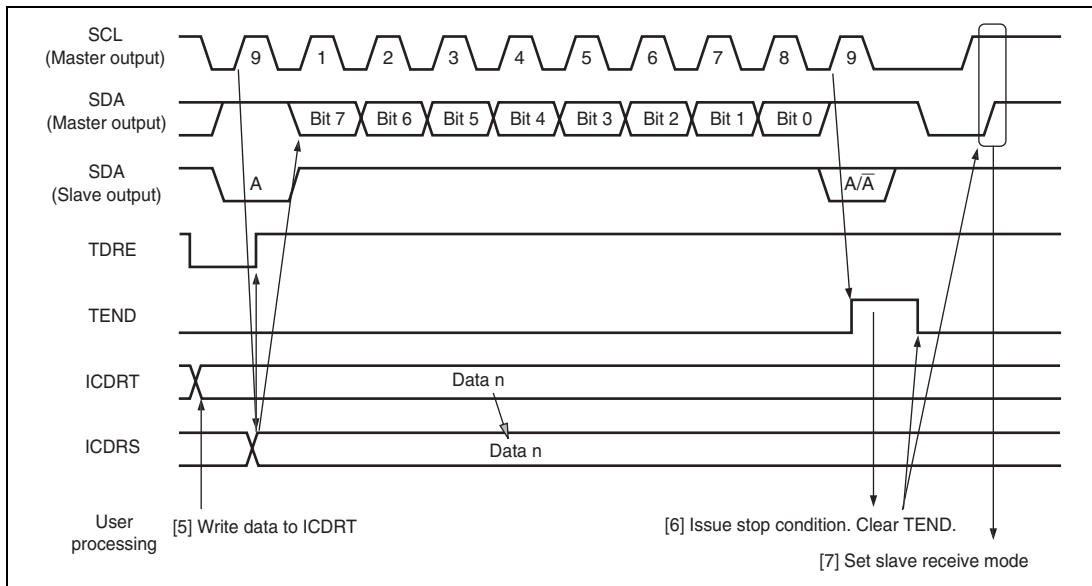 SCL
(Master output)
9 1 2 3 4 5 6 7 8 9
SDA
(Master output)
Bit 7 Bit 6 Bit 5 Bit 4 Bit 3 Bit 2 Bit 1 Bit 0
SDA
(Slave output)
A A/A̅
TDRE
TEND
ICDRT
Data n
ICDRS
Data n
User
processing
[5] Write data to ICDRT
[6] Issue stop condition. Clear TEND.
[7] Set slave receive mode